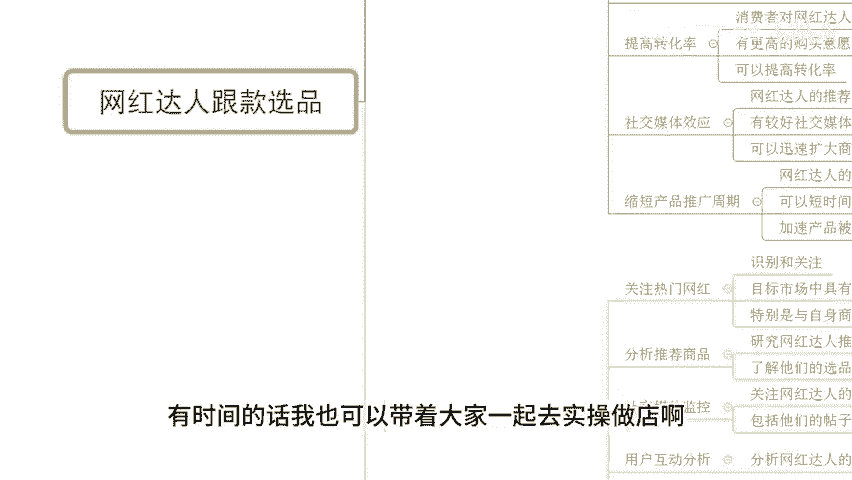 消费者对网红达人
提高转化率
有更高的购买意愿
可以提高转化率
网红达人跟款选品
网红达人的推荐
社交媒体效应
有较好社交媒体
可以迅速扩大商
网红达人的
缩短产品推广周期
可以短时间
加速产品被
识别和关注
关注热门网红
目标市场中具有
特别是与自身商
研究网红达人推
分析推荐商品
了解他们的选品
关注网红达人的
监控
包括他们的帖子
有时间的话我也可以带着大家一起去实操做店啊
用户互动分析
分析网红达人的